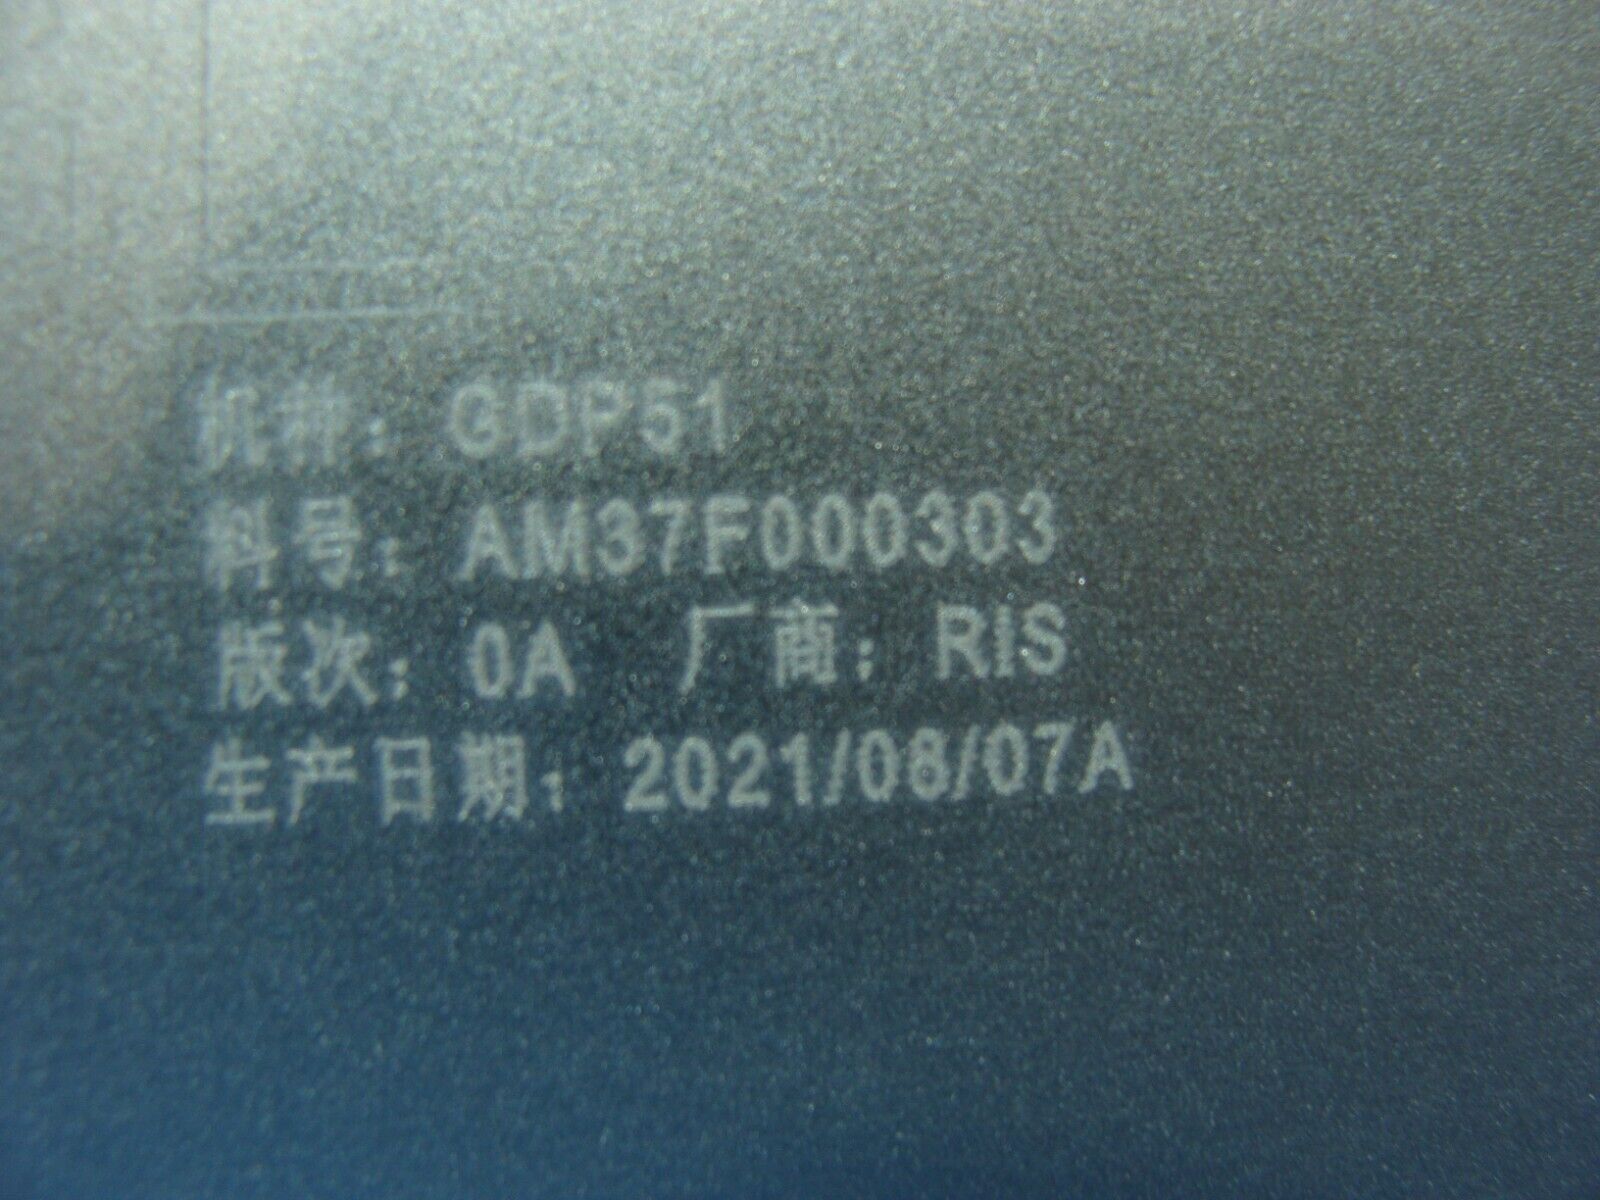 机种：GDP51
料号：AM37F000303
版次：0A 厂商：RIS
生产日期：2021/08/07A